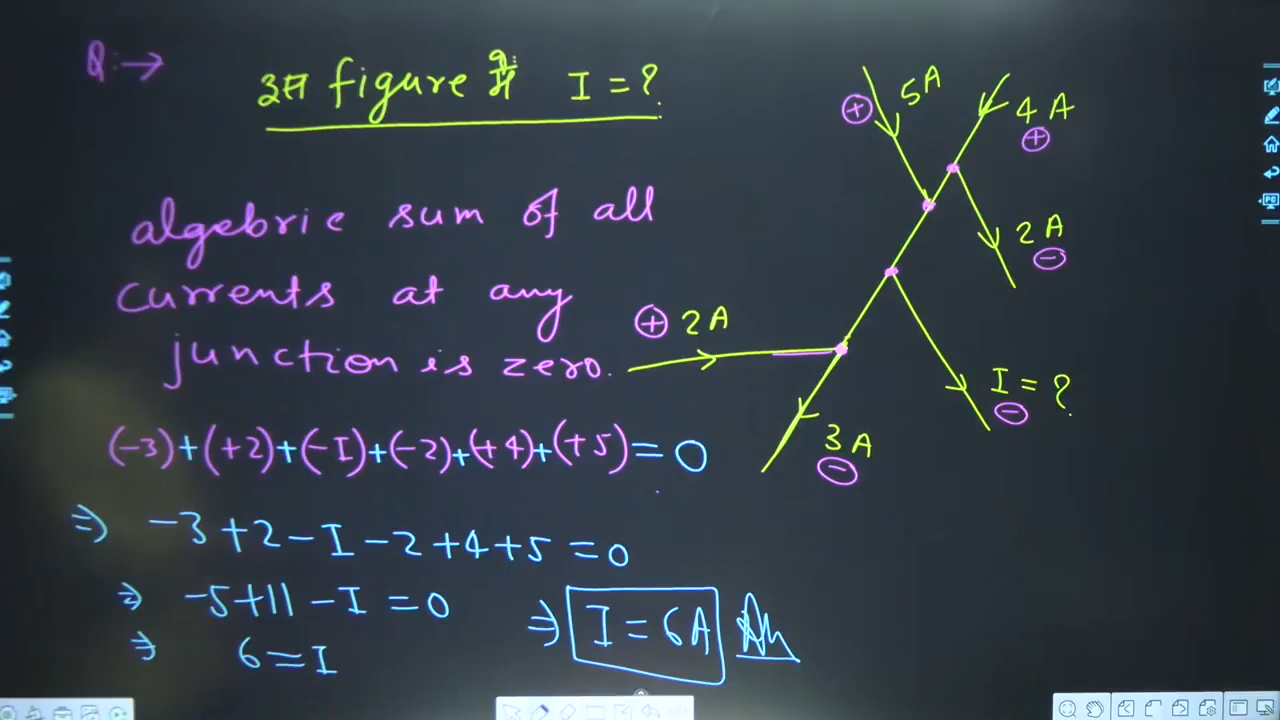 Q:→
figure I = ?
algebric sum of all
currents at any
junction is zero.
(-3)+(+2)+(-I)+(-2)+(+4)+(+5)=0
⇒ -3+2-I-2+4+5=0
⇒ -5+11-I=0
⇒ 6=I
⇒ I=6A Ans
+ 5A
4A
+
2A
-
+ 2A
I = ?
-
3A
-